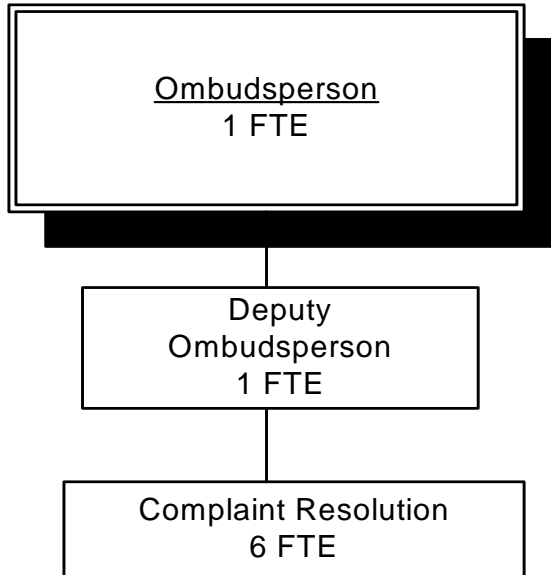 Ombudsperson
1 FTE
Deputy
Ombudsperson
1 FTE
Complaint Resolution
6 FTE